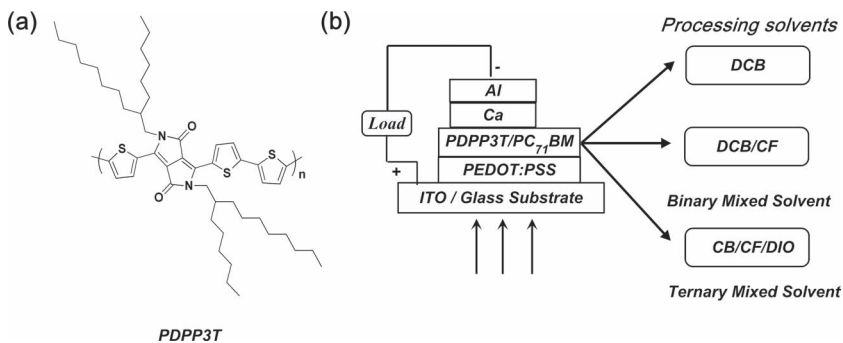 (a)
N
O
S
S
S
n
O
N
PDPP3T
(b)
Processing solvents
-
Al
Ca
Load
PDPP3T/PC71BM
+
PEDOT:PSS
ITO / Glass Substrate
DCB
DCB/CF
Binary Mixed Solvent
CB/CF/DIO
Ternary Mixed Solvent